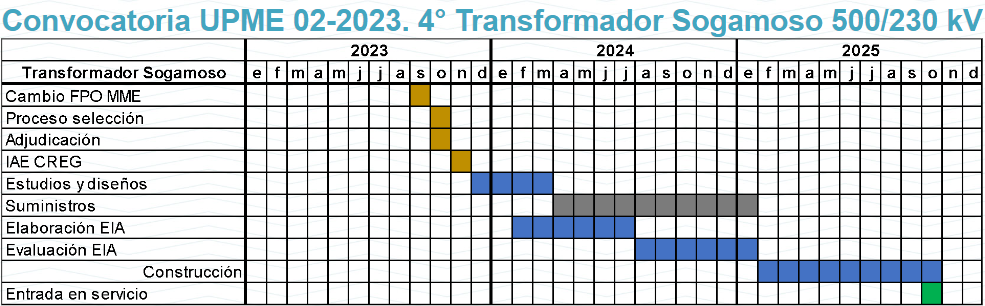 Convocatoria UPME 02-2023. 4° Transformador Sogamoso 500/230 kV
2023 2024 2025
Transformador Sogamoso e f m a m j j a s o n d e f m a m j j a s o n d e f m a m j j a s o n d
Cambio FPO MME
Proceso selección
Adjudicación
IAE CREG
Estudios y diseños
Suministros
Elaboración EIA
Evaluación EIA
Construcción
Entrada en servicio